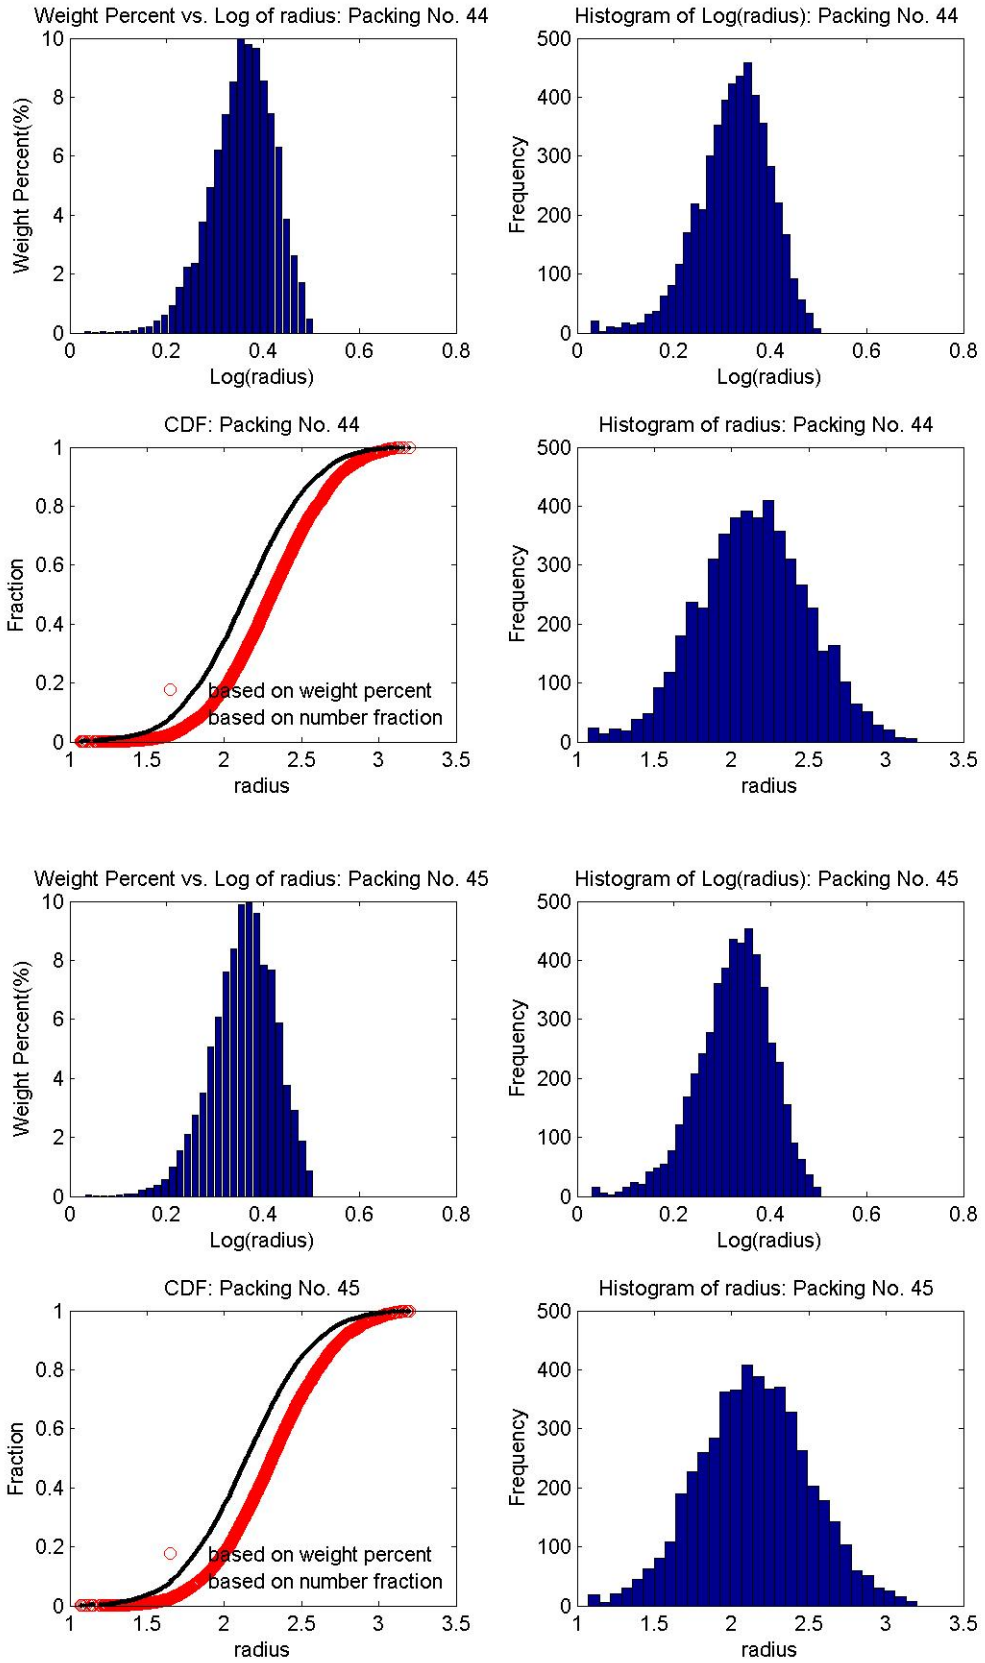 Weight Percent vs. Log of radius: Packing No. 44
10
8
6
4
2
0
Weight Percent(%)
0 0.2 0.4 0.6 0.8
Log(radius)
Histogram of Log(radius): Packing No. 44
500
400
300
200
100
0
Frequency
0 0.2 0.4 0.6 0.8
Log(radius)
CDF: Packing No. 44
1
0.8
0.6
0.4
0.2
0
Fraction
based on weight percent
based on number fraction
1 1.5 2 2.5 3 3.5
radius
Histogram of radius: Packing No. 44
500
400
300
200
100
0
Frequency
1 1.5 2 2.5 3 3.5
radius
Weight Percent vs. Log of radius: Packing No. 45
10
8
6
4
2
0
Weight Percent(%)
0 0.2 0.4 0.6 0.8
Log(radius)
Histogram of Log(radius): Packing No. 45
500
400
300
200
100
0
Frequency
0 0.2 0.4 0.6 0.8
Log(radius)
CDF: Packing No. 45
1
0.8
0.6
0.4
0.2
0
Fraction
based on weight percent
based on number fraction
1 1.5 2 2.5 3 3.5
radius
Histogram of radius: Packing No. 45
500
400
300
200
100
0
Frequency
1 1.5 2 2.5 3 3.5
radius